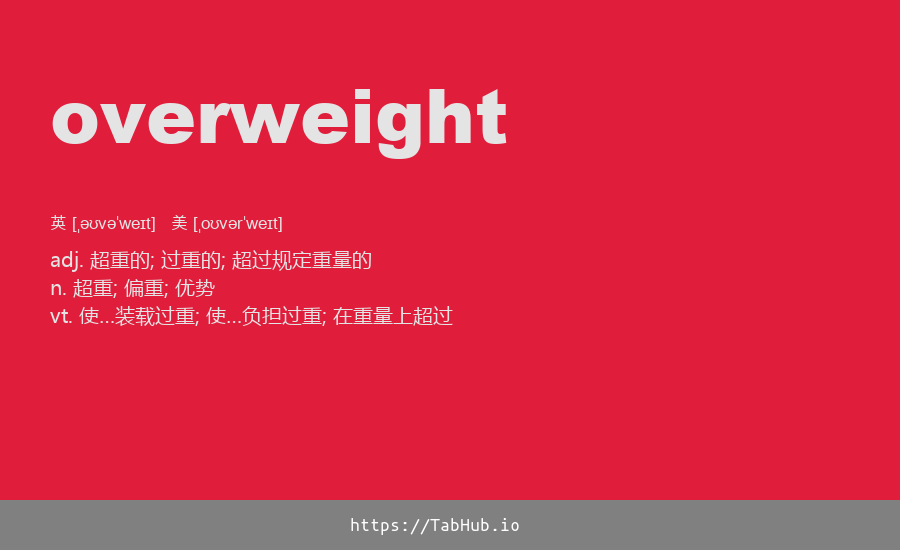 overweight
英 [ˌəʊvəˈweɪt] 美 [ˌoʊvərˈweɪt]
adj. 超重的; 过重的; 超过规定重量的
n. 超重; 偏重; 优势
vt. 使...装载过重; 使...负担过重; 在重量上超过
https://TabHub.io